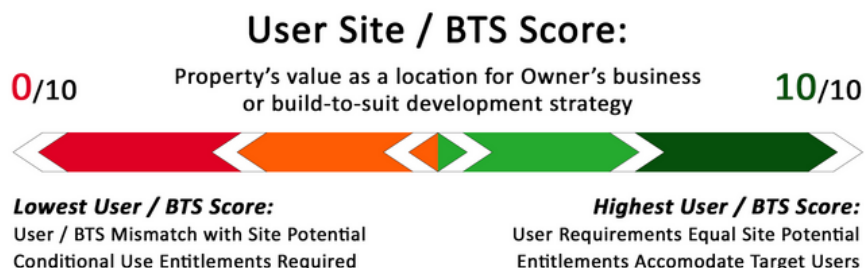 User Site / BTS Score:
0/10
Property's value as a location for Owner's business
or build-to-suit development strategy
10/10
Lowest User / BTS Score:
User / BTS Mismatch with Site Potential
Conditional Use Entitlements Required
Highest User / BTS Score:
User Requirements Equal Site Potential
Entitlements Accomodate Target Users